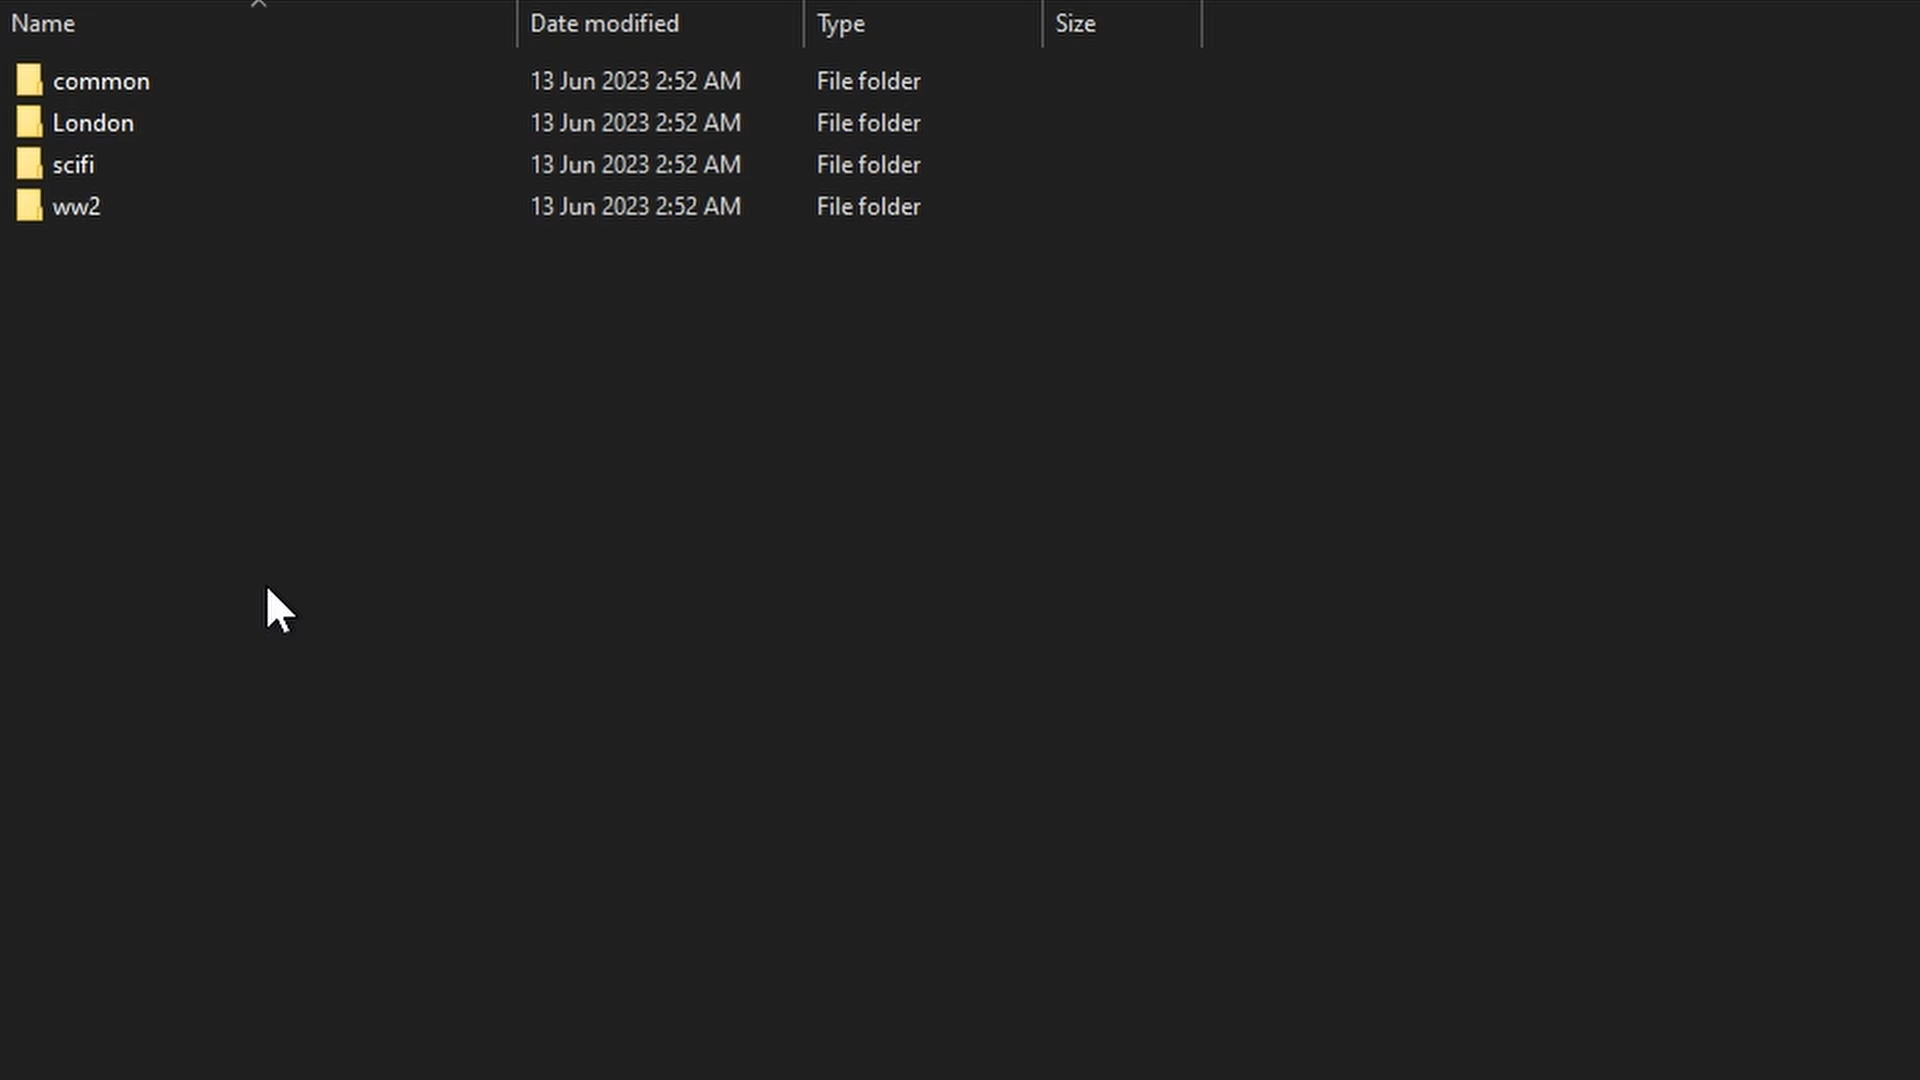 Name Date modified Type Size
common 13 Jun 2023 2:52 AM File folder
London 13 Jun 2023 2:52 AM File folder
scifi 13 Jun 2023 2:52 AM File folder
ww2 13 Jun 2023 2:52 AM File folder